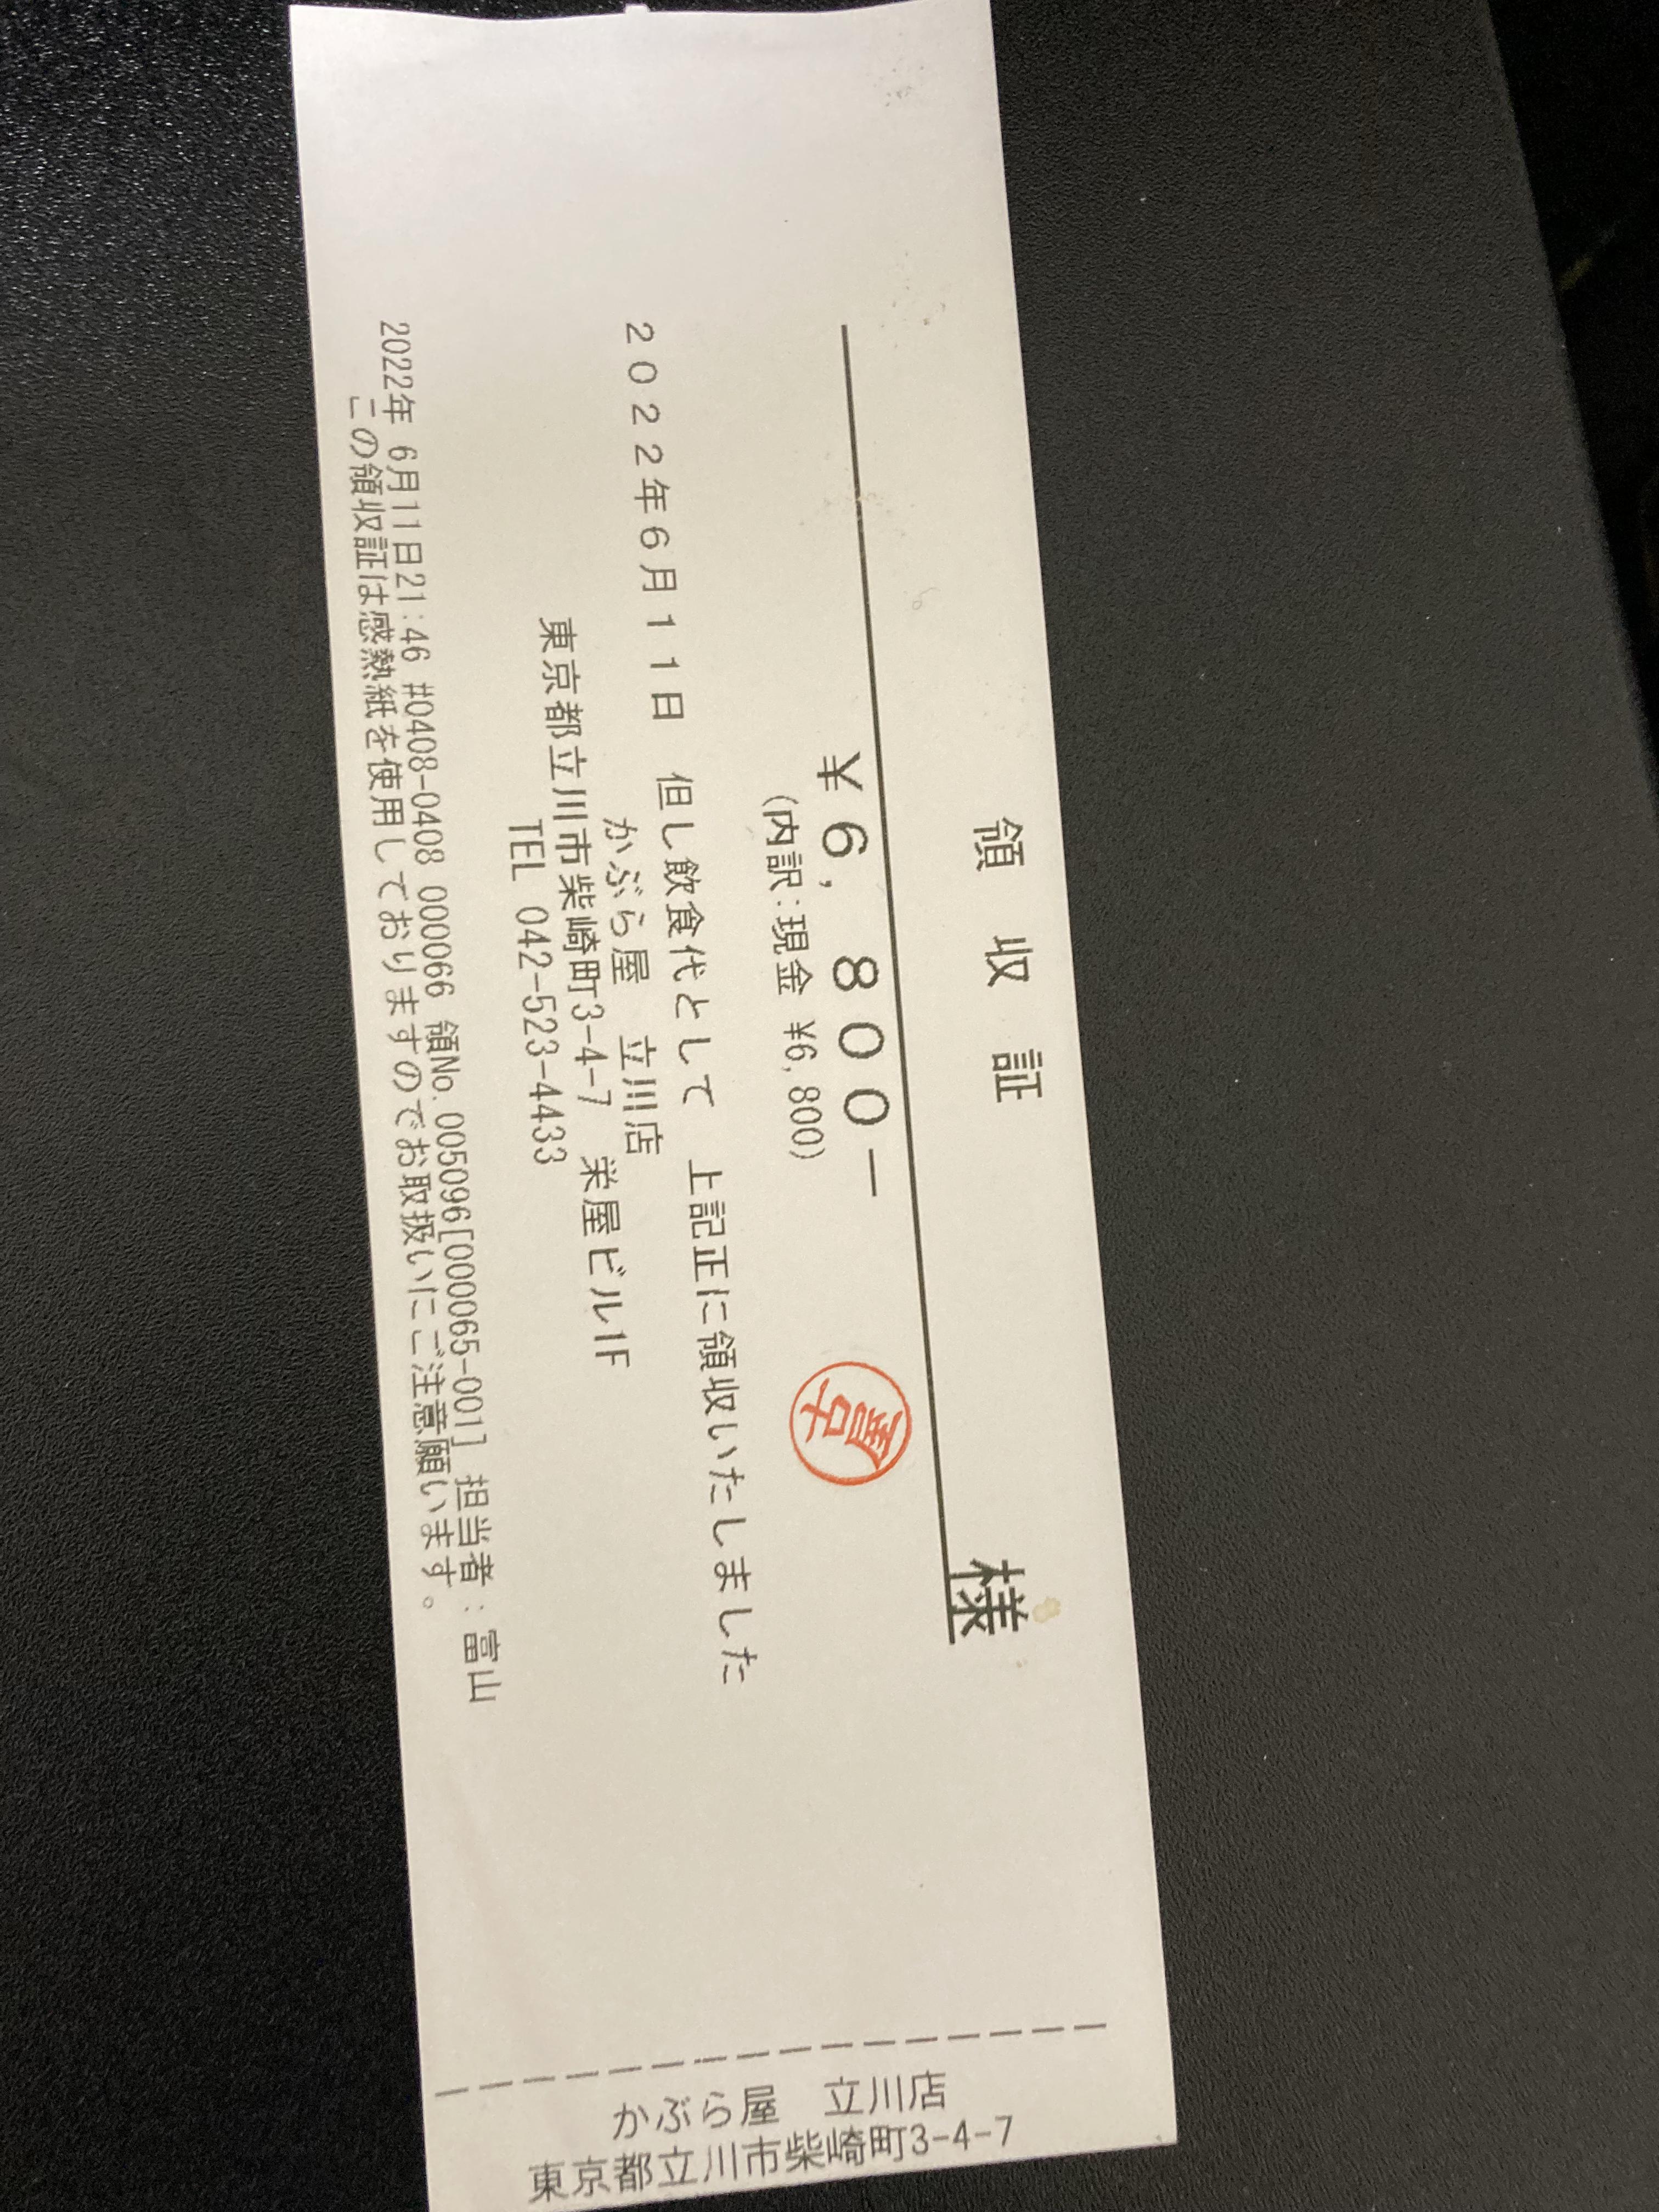 領収証
様
￥6,800－
(内訳:現金 ¥6,800)
古屋
2022年6月11日 但し飲食代として 上記正に領収いたしました
かぶら屋 立川店
東京都立川市柴崎町3-4-7 栄屋ビル1F
TEL 042-523-4433
2022年 6月11日21:46 #0408-0408 000066 領No. 005096[000065-001] 担当者:富山
この領収証は感熱紙を使用しておりますのでお取扱いにご注意願います。
かぶら屋 立川店
東京都立川市柴崎町3-4-7